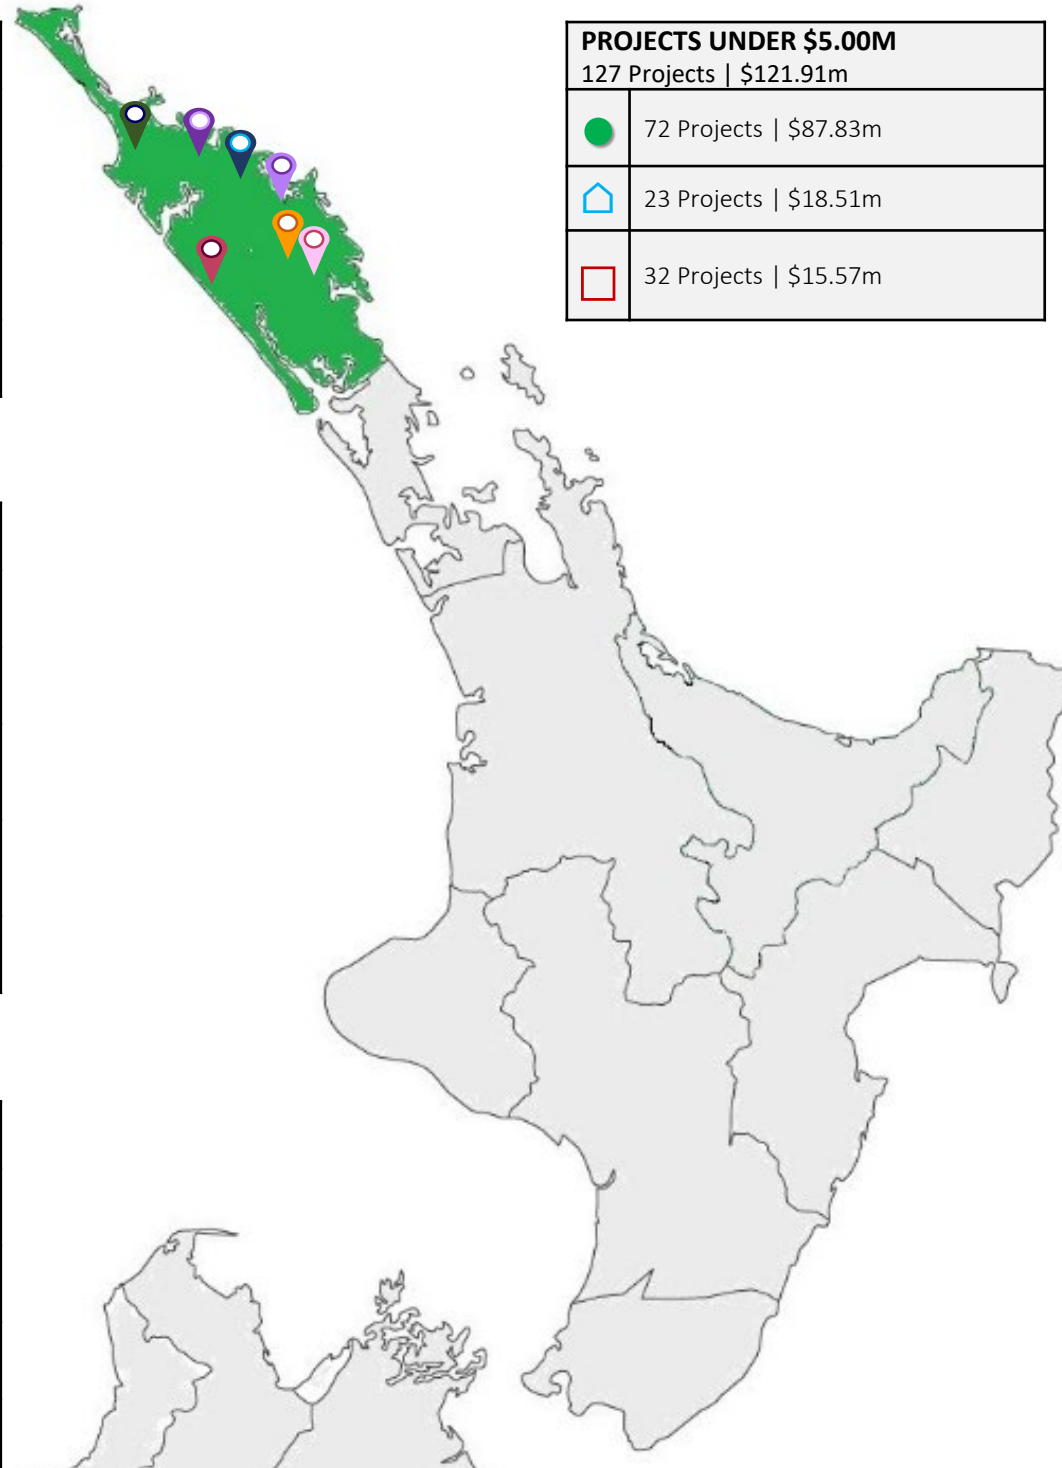 PROJECTS UNDER $5.00M
127 Projects | $121.91m
72 Projects | $87.83m
23 Projects | $18.51m
32 Projects | $15.57m